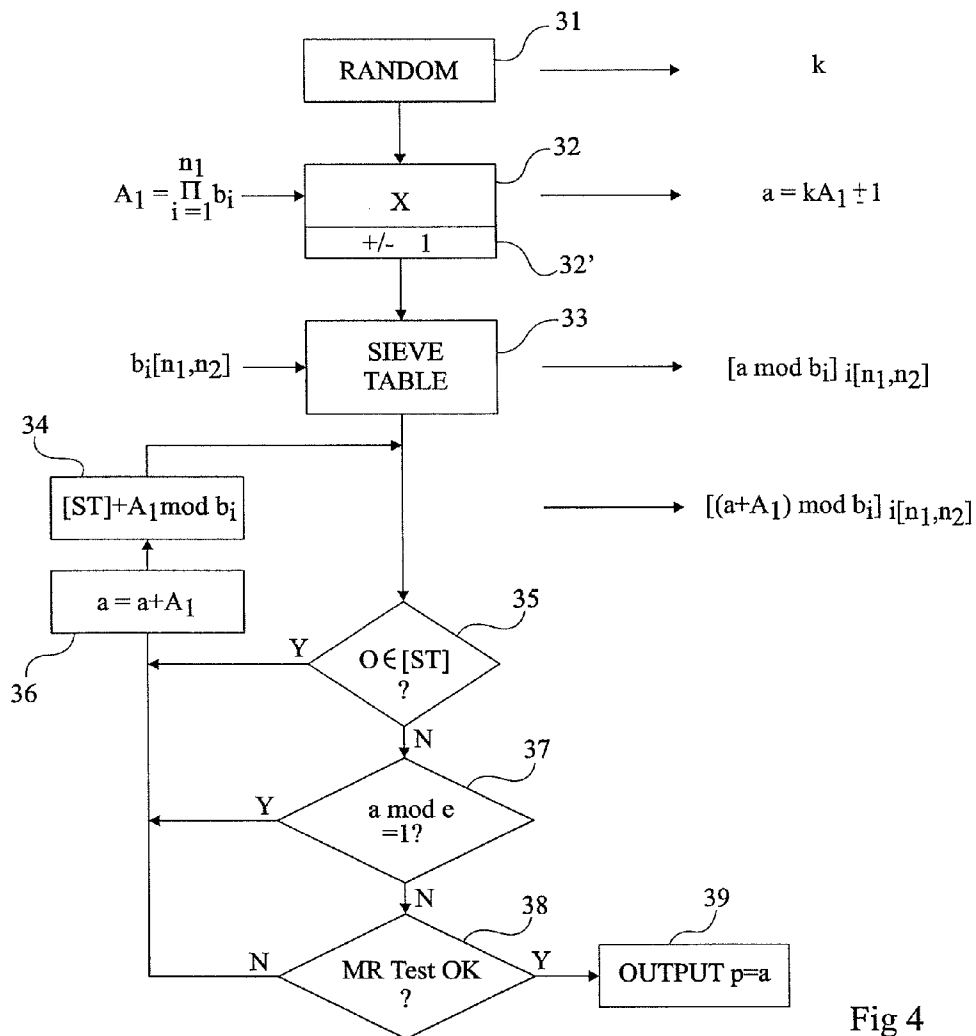 31
RANDOM
k
32
n1
A1 = Π bi
i =1
X
a = kA1 ± 1
+/- 1
32’
33
bi[n1,n2]
SIEVE
TABLE
[a mod bi] i[n1,n2]
34
[ST]+A1 mod bi
[(a+A1) mod bi] i[n1,n2]
a = a+A1
36
35
Y
O∈[ST]
?
N
37
Y
a mod e
=1?
N
38
39
N
MR Test OK
?
Y
OUTPUT p=a
Fig 4